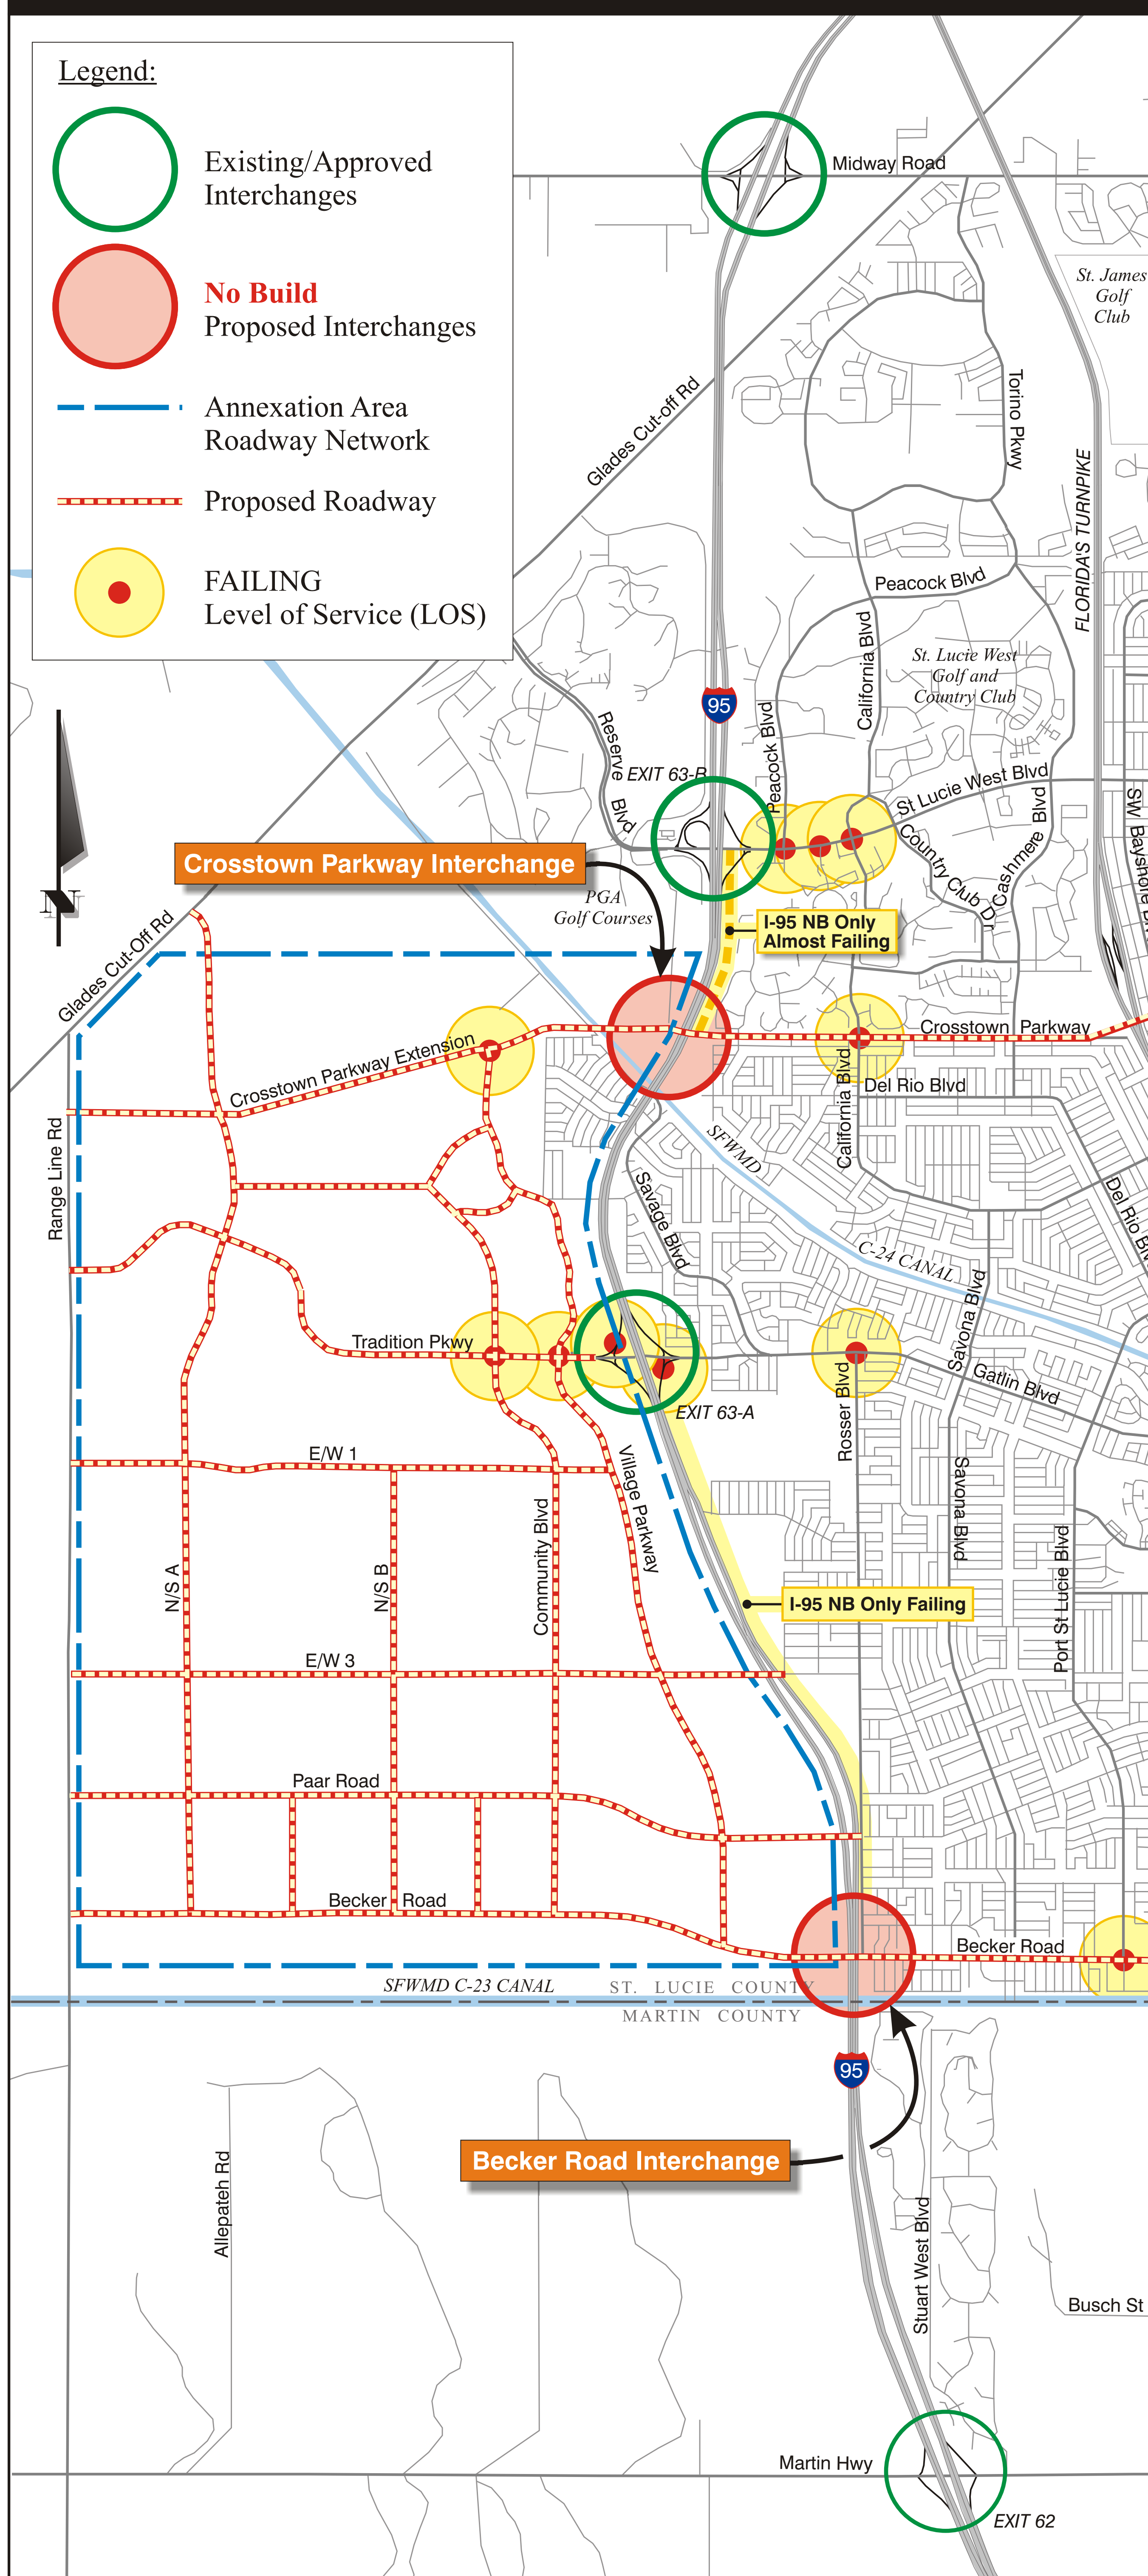 Legend:
Existing/Approved
Interchanges
No Build
Proposed Interchanges
Annexation Area
Roadway Network
Proposed Roadway
FAILING
Level of Service (LOS)
Midway Road
St. James
Golf
Club
Glades Cut-off Rd
Torino Pkwy
FLORIDA'S TURNPIKE
Peacock Blvd
California Blvd
St. Lucie West
Golf and
Country Club
95
Reserve
Blvd
EXIT 63-B
Peacock Blvd
St Lucie West Blvd
Country Club Dr
Cashmere Blvd
SW Bayshore
Crosstown Parkway Interchange
PGA
Golf Courses
I-95 NB Only
Almost Failing
N
Glades Cut-Off Rd
Crosstown Parkway Extension
Crosstown Parkway
California Blvd
Del Rio Blvd
Range Line Rd
SFWMD
Savage Blvd
C-24 CANAL
Del Rio
Savona Blvd
Tradition Pkwy
EXIT 63-A
Rosser Blvd
Gatlin Blvd
E/W 1
Village Parkway
Savona Blvd
N/S A
N/S B
Community Blvd
I-95 NB Only Failing
Port St Lucie Blvd
E/W 3
Paar Road
Becker Road
Becker Road
SFWMD C-23 CANAL
ST. LUCIE COUNTY
MARTIN COUNTY
95
Becker Road Interchange
Allepateh Rd
Stuart West Blvd
Busch St
Martin Hwy
EXIT 62